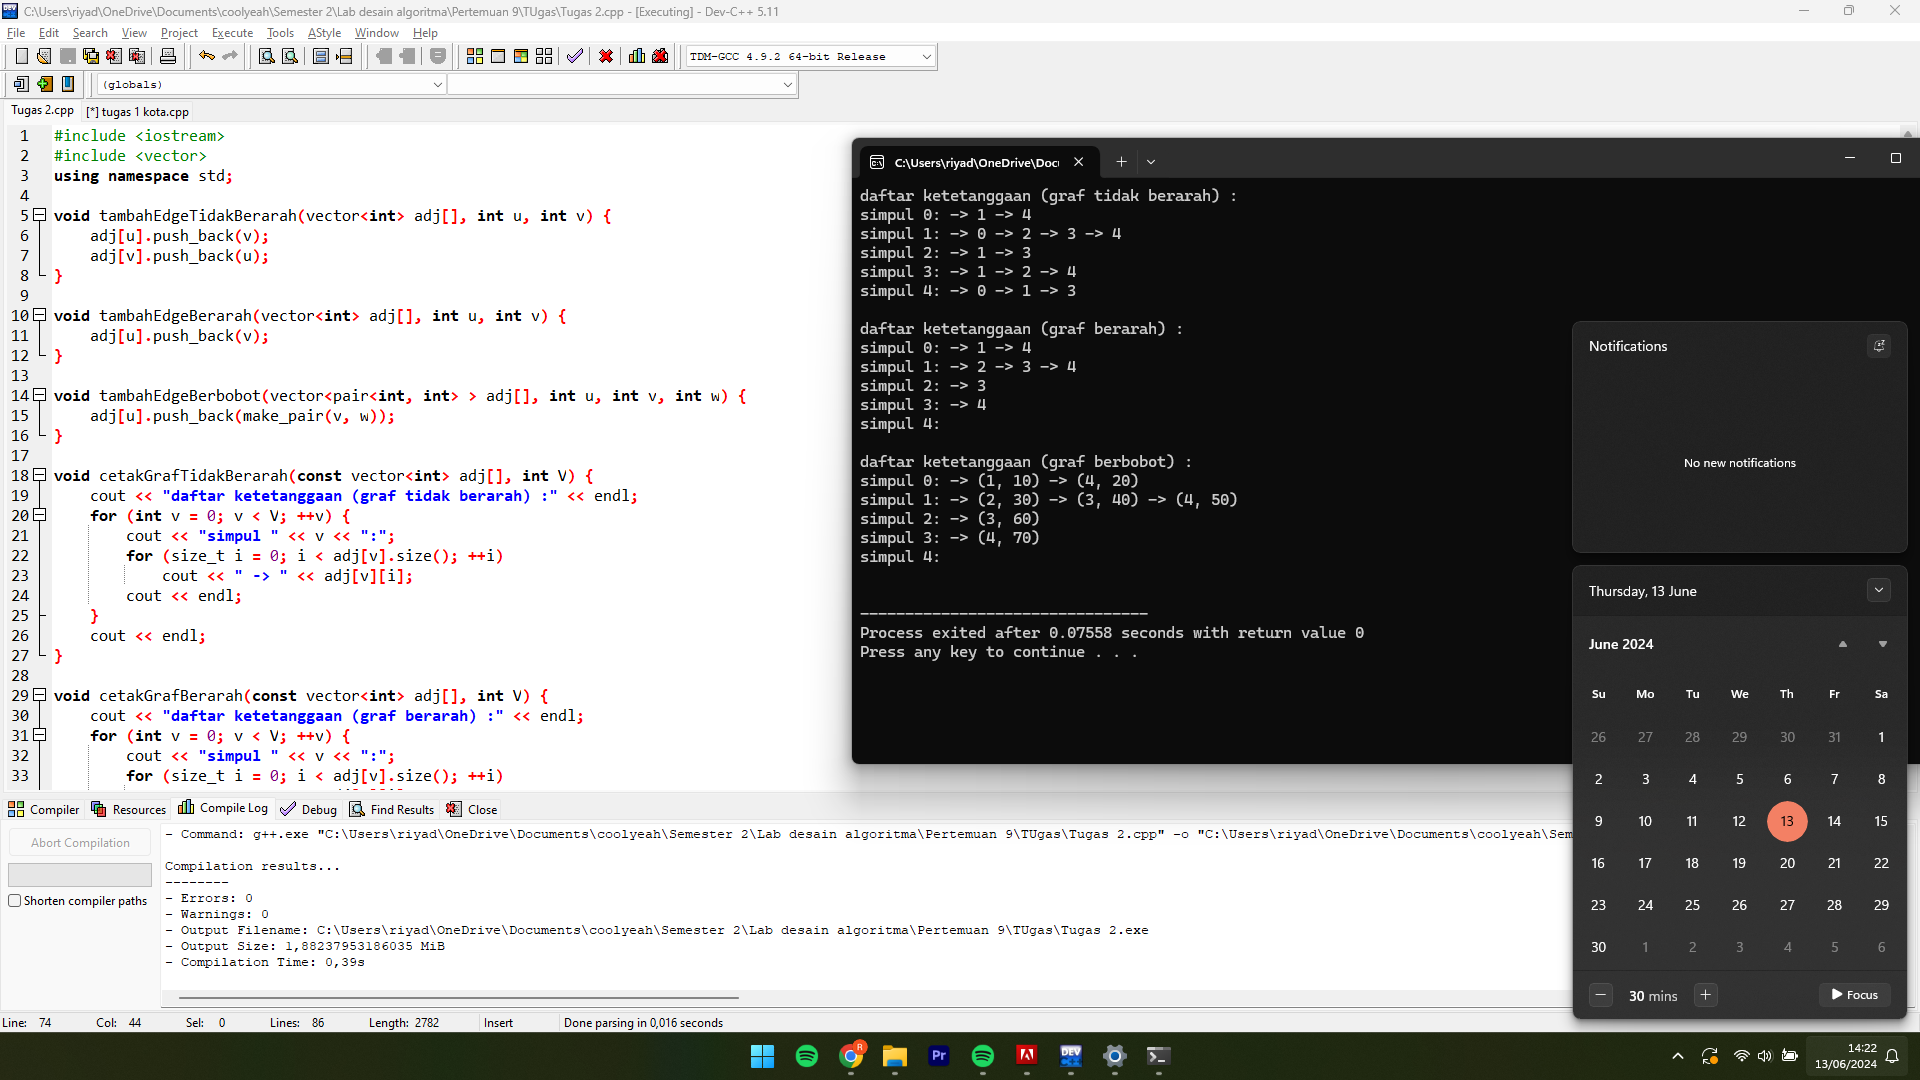 C:\Users\riyad\OneDrive\Documents\coolyeah\Semester 2\Lab desain algoritma\Pertemuan 9\TUgas\Tugas 2.cpp - [Executing] - Dev-C++ 5.11
File Edit Search View Project Execute Tools AStyle Window Help
TDM-GCC 4.9.2 64-bit Release
(globals)
Tugas 2.cpp [*] tugas 1 kota.cpp
1 #include <iostream>
2 #include <vector>
3 using namespace std;
4
5 void tambahEdgeTidakBerarah(vector<int> adj[], int u, int v) {
6     adj[u].push_back(v);
7     adj[v].push_back(u);
8 }
9
10 void tambahEdgeBerarah(vector<int> adj[], int u, int v) {
11     adj[u].push_back(v);
12 }
13
14 void tambahEdgeBerbobot(vector<pair<int, int> > adj[], int u, int v, int w) {
15     adj[u].push_back(make_pair(v, w));
16 }
17
18 void cetakGrafTidakBerarah(const vector<int> adj[], int V) {
19     cout << "daftar ketetanggaan (graf tidak berarah) :" << endl;
20     for (int v = 0; v < V; ++v) {
21         cout << "simpul " << v << ":";
22         for (size_t i = 0; i < adj[v].size(); ++i)
23             cout << " -> " << adj[v][i];
24         cout << endl;
25     }
26     cout << endl;
27 }
28
29 void cetakGrafBerarah(const vector<int> adj[], int V) {
30     cout << "daftar ketetanggaan (graf berarah) :" << endl;
31     for (int v = 0; v < V; ++v) {
32         cout << "simpul " << v << ":";
33         for (size_t i = 0; i < adj[v].size(); ++i)
C:\Users\riyad\OneDrive\Doc
daftar ketetanggaan (graf tidak berarah) :
simpul 0: -> 1 -> 4
simpul 1: -> 0 -> 2 -> 3 -> 4
simpul 2: -> 1 -> 3
simpul 3: -> 1 -> 2 -> 4
simpul 4: -> 0 -> 1 -> 3
daftar ketetanggaan (graf berarah) :
simpul 0: -> 1 -> 4
simpul 1: -> 2 -> 3 -> 4
simpul 2: -> 3
simpul 3: -> 4
simpul 4:
daftar ketetanggaan (graf berbobot) :
simpul 0: -> (1, 10) -> (4, 20)
simpul 1: -> (2, 30) -> (3, 40) -> (4, 50)
simpul 2: -> (3, 60)
simpul 3: -> (4, 70)
simpul 4:
--------------------------------
Process exited after 0.07558 seconds with return value 0
Press any key to continue . . .
Notifications
No new notifications
Thursday, 13 June
June 2024
Su Mo Tu We Th Fr Sa
26 27 28 29 30 31 1
2 3 4 5 6 7 8
9 10 11 12 13 14 15
16 17 18 19 20 21 22
23 24 25 26 27 28 29
30 1 2 3 4 5 6
30 mins Focus
Compiler Resources Compile Log Debug Find Results Close
Abort Compilation
Shorten compiler paths
- Command: g++.exe "C:\Users\riyad\OneDrive\Documents\coolyeah\Semester 2\Lab desain algoritma\Pertemuan 9\TUgas\Tugas 2.cpp" -o "C:\Users\riyad\OneDrive\Documents\coolyeah\Sem
Compilation results...
--------
- Errors: 0
- Warnings: 0
- Output Filename: C:\Users\riyad\OneDrive\Documents\coolyeah\Semester 2\Lab desain algoritma\Pertemuan 9\TUgas\Tugas 2.exe
- Output Size: 1,88237953186035 MiB
- Compilation Time: 0,39s
Line: 74 Col: 44 Sel: 0 Lines: 86 Length: 2782 Insert Done parsing in 0,016 seconds
R Pr DEV
14:22
13/06/2024